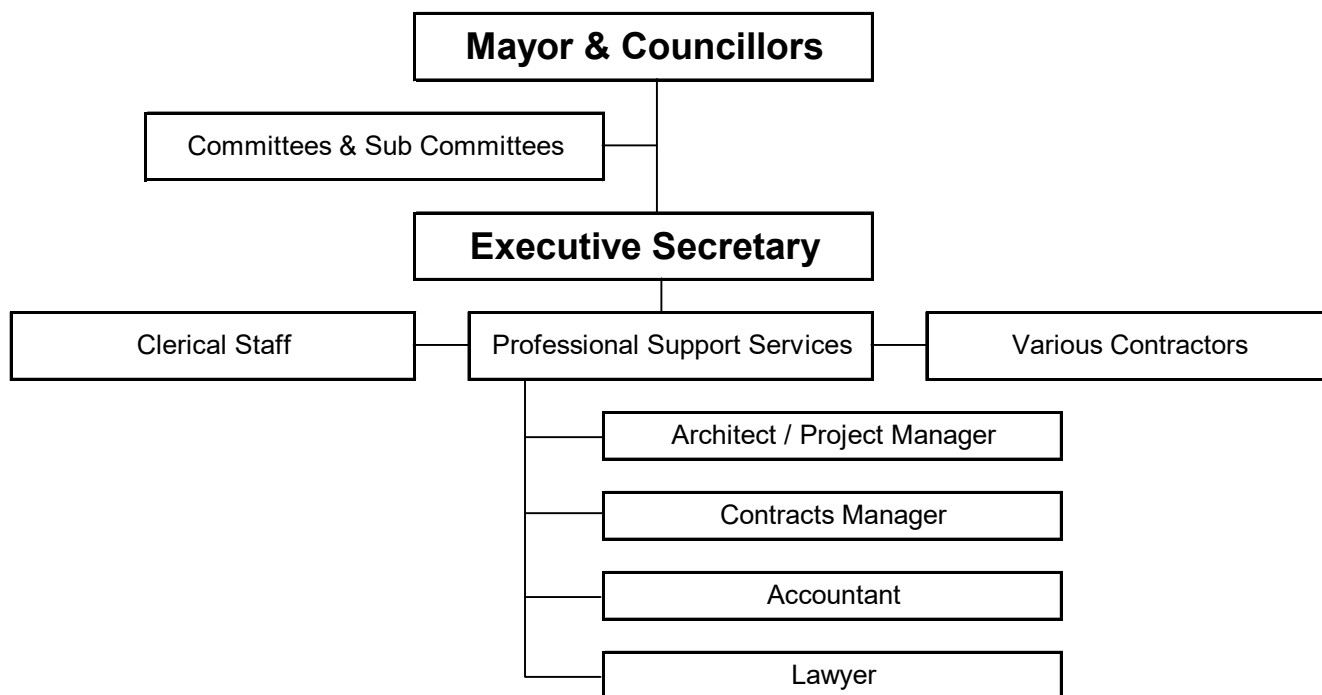 Mayor & Councillors
Committees & Sub Committees
Executive Secretary
Clerical Staff
Professional Support Services
Various Contractors
Architect / Project Manager
Contracts Manager
Accountant
Lawyer